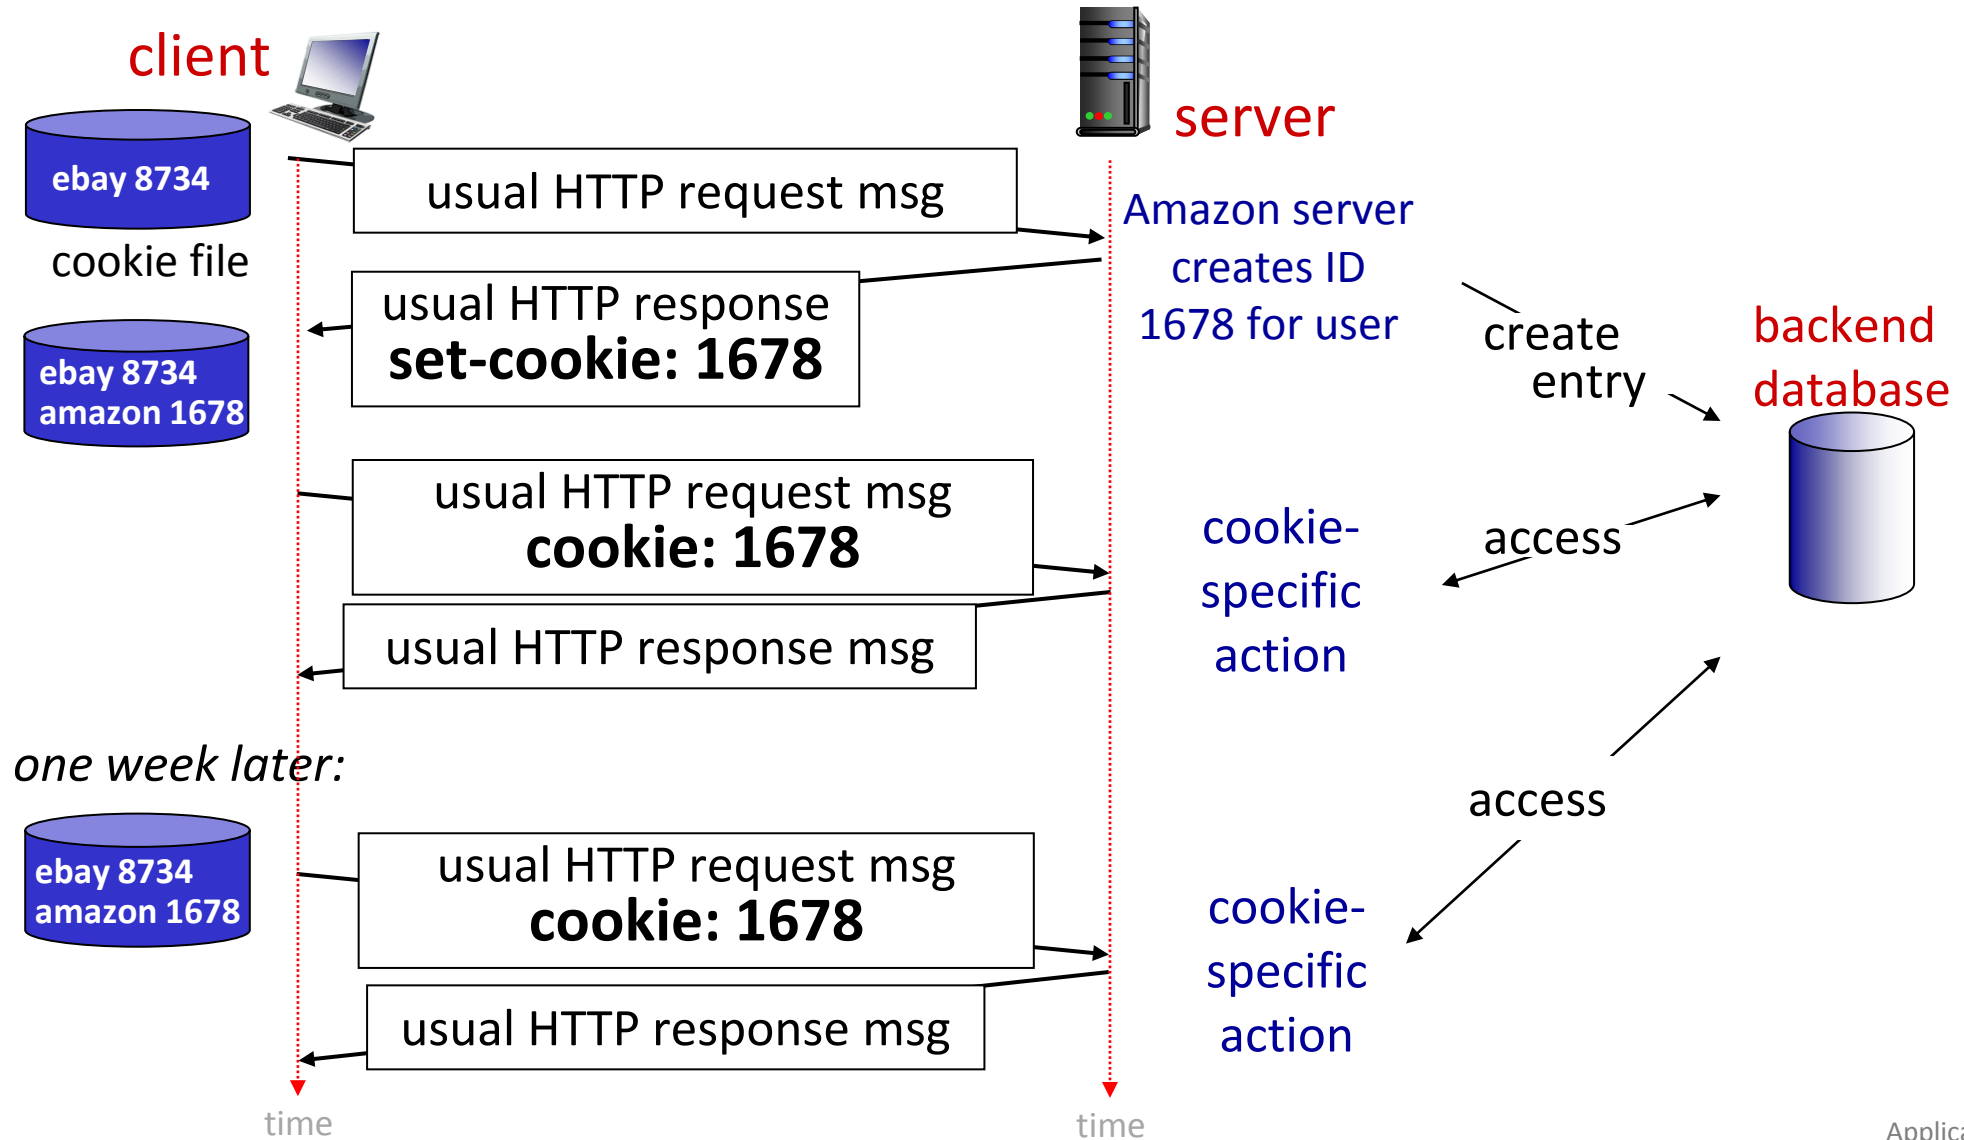 client
server
ebay 8734
cookie file
usual HTTP request msg
Amazon server
creates ID
1678 for user
usual HTTP response
set-cookie: 1678
create
entry
backend
database
ebay 8734
amazon 1678
usual HTTP request msg
cookie: 1678
cookie-
specific
action
access
usual HTTP response msg
one week later:
access
ebay 8734
amazon 1678
usual HTTP request msg
cookie: 1678
cookie-
specific
action
usual HTTP response msg
time
time